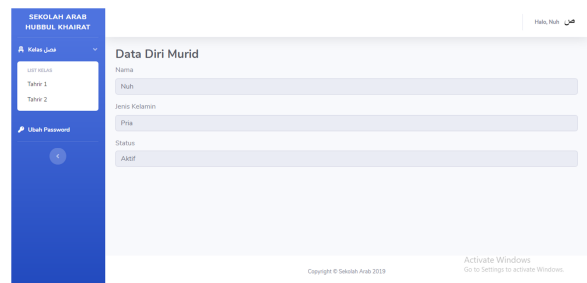 SEKOLAH ARAB
HUBBUL KHAIRAT
Halo, Nuh ص
Kelas فصل
LIST KELAS
Tahrir 1
Tahrir 2
Ubah Password
Data Diri Murid
Nama
Nuh
Jenis Kelamin
Pria
Status
Aktif
Copyright © Sekolah Arab 2019
Activate Windows
Go to Settings to activate Windows.